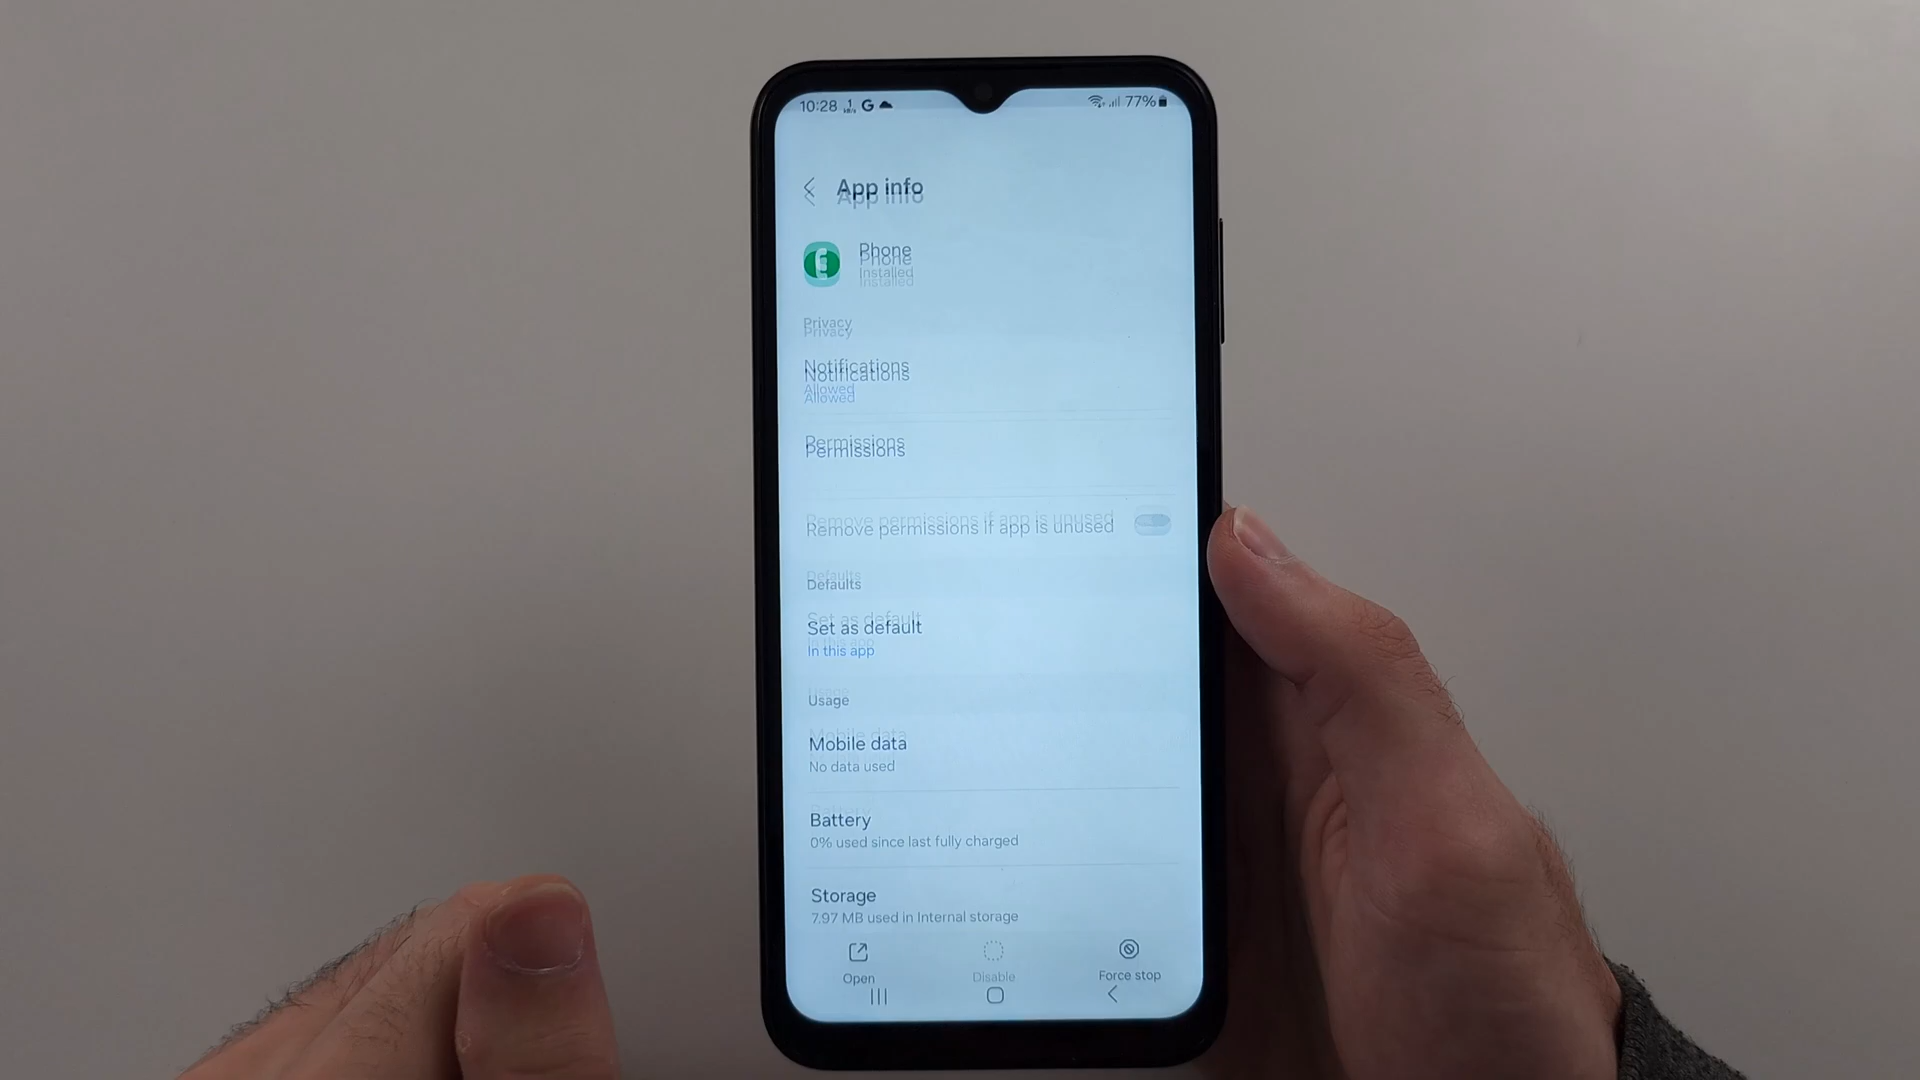 10:28 G 77%
App info
Phone
Installed
Privacy
Notifications
Allowed
Permissions
Remove permissions if app is unused
Defaults
Set as default
In this app
Usage
Mobile data
No data used
Battery
0% used since last fully charged
Storage
7.97 MB used in Internal storage
Open Disable Force stop